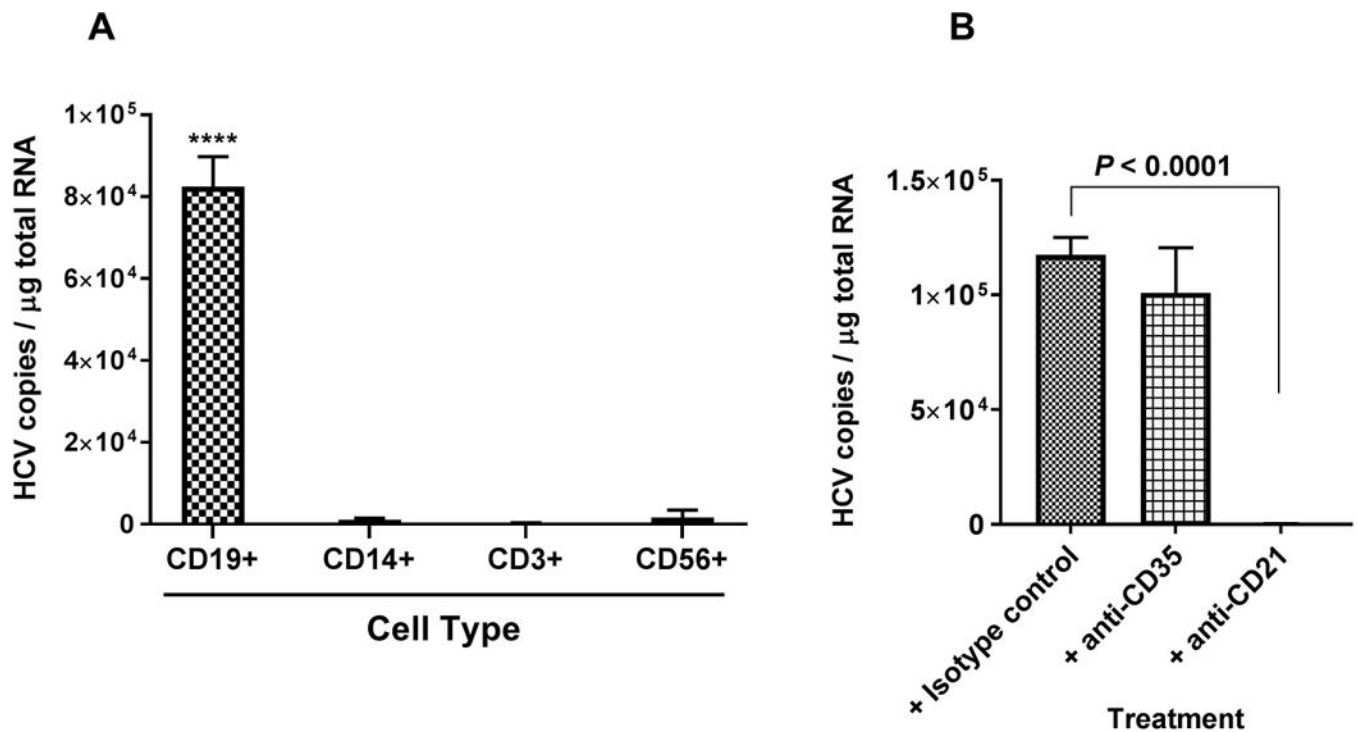 A
HCV copies / μg total RNA
1×10⁵
8×10⁴
6×10⁴
4×10⁴
2×10⁴
0
****
CD19+
CD14+
CD3+
CD56+
Cell Type
B
HCV copies / μg total RNA
1.5×10⁵
1×10⁵
5×10⁴
0
P < 0.0001
+ Isotype control
+ anti-CD35
+ anti-CD21
Treatment